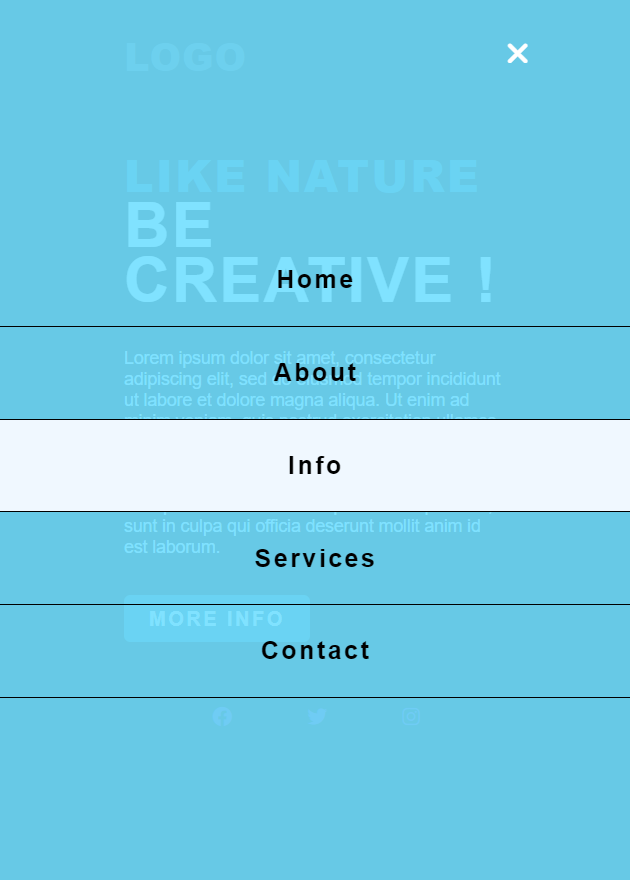 LOGO
LIKE NATURE
BE
CREATIVE !
Home
Lorem ipsum dolor sit amet, consectetur
About
adipiscing elit, sed do eiusmod tempor incididunt
ut labore et dolore magna aliqua. Ut enim ad
Info
sunt in culpa qui officia deserunt mollit anim id
est laborum.
Services
MORE INFO
Contact